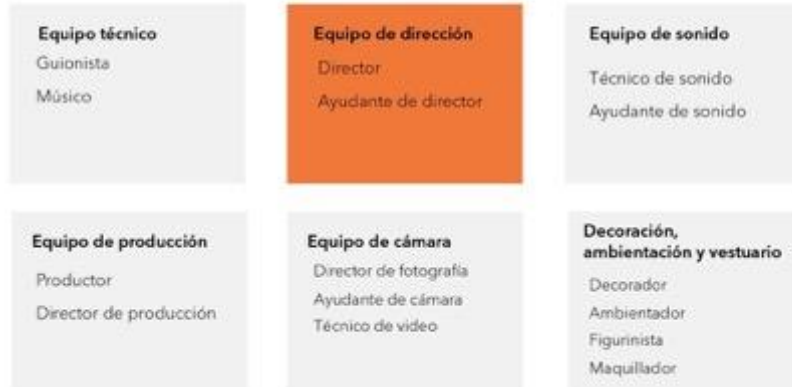 Equipo técnico
Guionista
Músico
Equipo de dirección
Director
Ayudante de director
Equipo de sonido
Técnico de sonido
Ayudante de sonido
Equipo de producción
Productor
Director de producción
Equipo de cámara
Director de fotografía
Ayudante de cámara
Técnico de video
Decoración,
ambientación y vestuario
Decorador
Ambientador
Figurinista
Maquillador